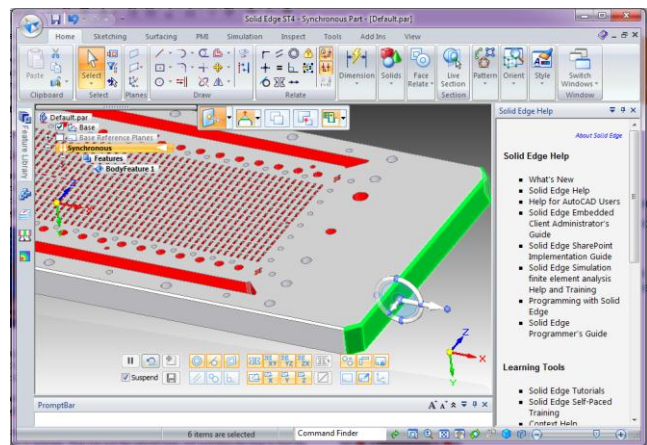 Solid Edge ST4 - Synchronous Part - [Default.par]
Home Sketching Surfacing PMI Simulation Inspect Tools Add Ins View
Paste
Select
Dimension
Solids
Face Relate
Live Section
Pattern
Orient
Style
Switch Windows
Clipboard Select Planes Draw Relate Section Window
Feature Library
Default.par
Base
Base Reference Planes
Synchronous
Features
BodyFeature 1
Z
X
Y
Suspend
XY YZ ZX
X Y Z
PromptBar
6 items are selected
Command Finder
Solid Edge Help
About Solid Edge
Solid Edge Help
What's New
Solid Edge Help
Help for AutoCAD Users
Solid Edge Embedded
Client Administrator's
Guide
Solid Edge SharePoint
Implementation Guide
Solid Edge Simulation
finite element analysis
Help and Training
Programming with Solid
Edge
Solid Edge
Programmer's Guide
Learning Tools
Solid Edge Tutorials
Solid Edge Self-Paced
Training
Context Help